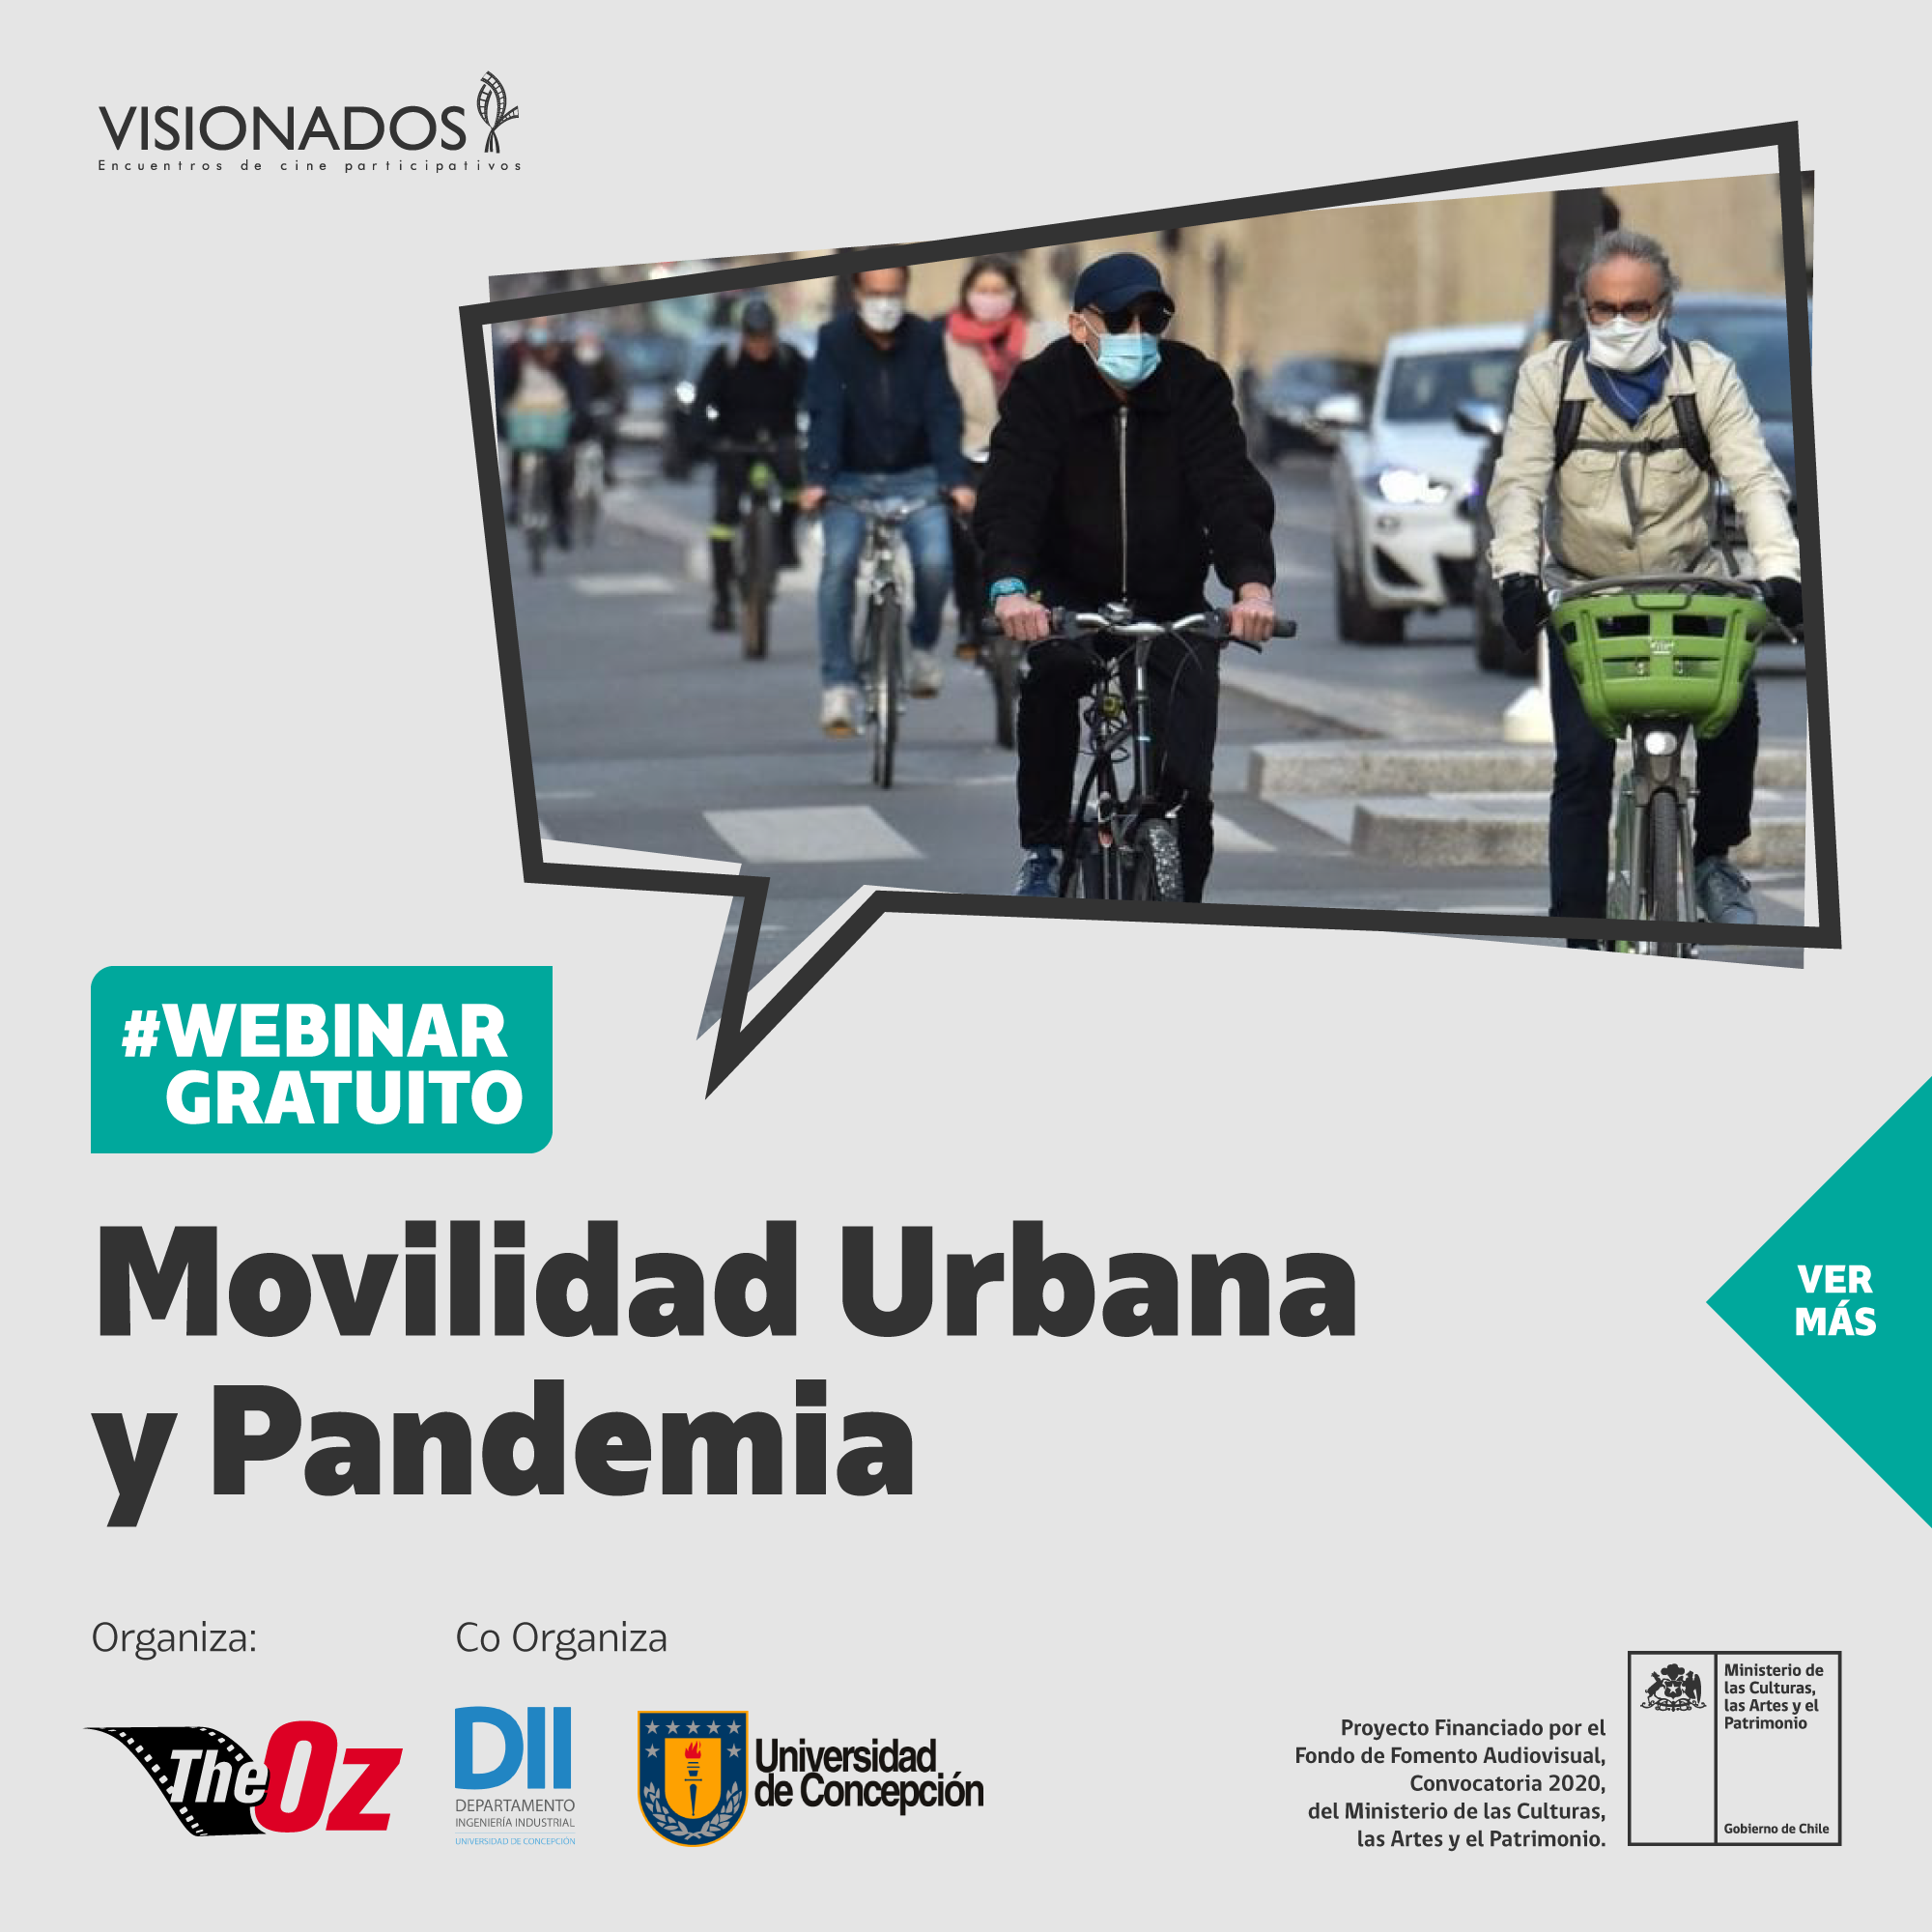 VISIONADOS
Encuentros de cine participativos
#WEBINAR
GRATUITO
Movilidad Urbana
y Pandemia
VER
MÁS
Organiza:
TheOz
Co Organiza
DII
DEPARTAMENTO
INGENIERÍA INDUSTRIAL
UNIVERSIDAD DE CONCEPCIÓN
Universidad
de Concepción
Proyecto Financiado por el
Fondo de Fomento Audiovisual,
Convocatoria 2020,
del Ministerio de las Culturas,
las Artes y el Patrimonio.
Ministerio de
las Culturas,
las Artes y el
Patrimonio
Gobierno de Chile